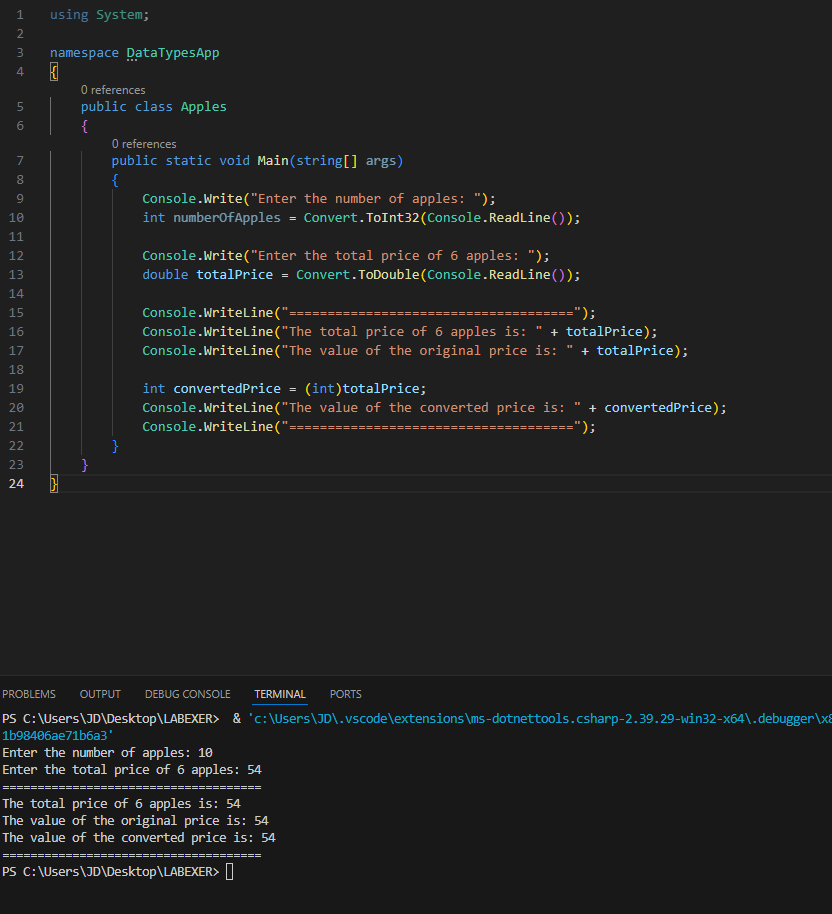 1 using System;
2
3 namespace DataTypesApp
4 {
0 references
5 public class Apples
6 {
0 references
7 public static void Main(string[] args)
8 {
9 Console.Write("Enter the number of apples: ");
10 int numberOfApples = Convert.ToInt32(Console.ReadLine());
11
12 Console.Write("Enter the total price of 6 apples: ");
13 double totalPrice = Convert.ToDouble(Console.ReadLine());
14
15 Console.WriteLine("=====================================");
16 Console.WriteLine("The total price of 6 apples is: " + totalPrice);
17 Console.WriteLine("The value of the original price is: " + totalPrice);
18
19 int convertedPrice = (int)totalPrice;
20 Console.WriteLine("The value of the converted price is: " + convertedPrice);
21 Console.WriteLine("=====================================");
22 }
23 }
24 }
PROBLEMS OUTPUT DEBUG CONSOLE TERMINAL PORTS
PS C:\Users\JD\Desktop\LABEXER> & 'c:\Users\JD\.vscode\extensions\ms-dotnettools.csharp-2.39.29-win32-x64\.debugger\x8
1b98406ae71b6a3'
Enter the number of apples: 10
Enter the total price of 6 apples: 54
=====================================
The total price of 6 apples is: 54
The value of the original price is: 54
The value of the converted price is: 54
=====================================
PS C:\Users\JD\Desktop\LABEXER>